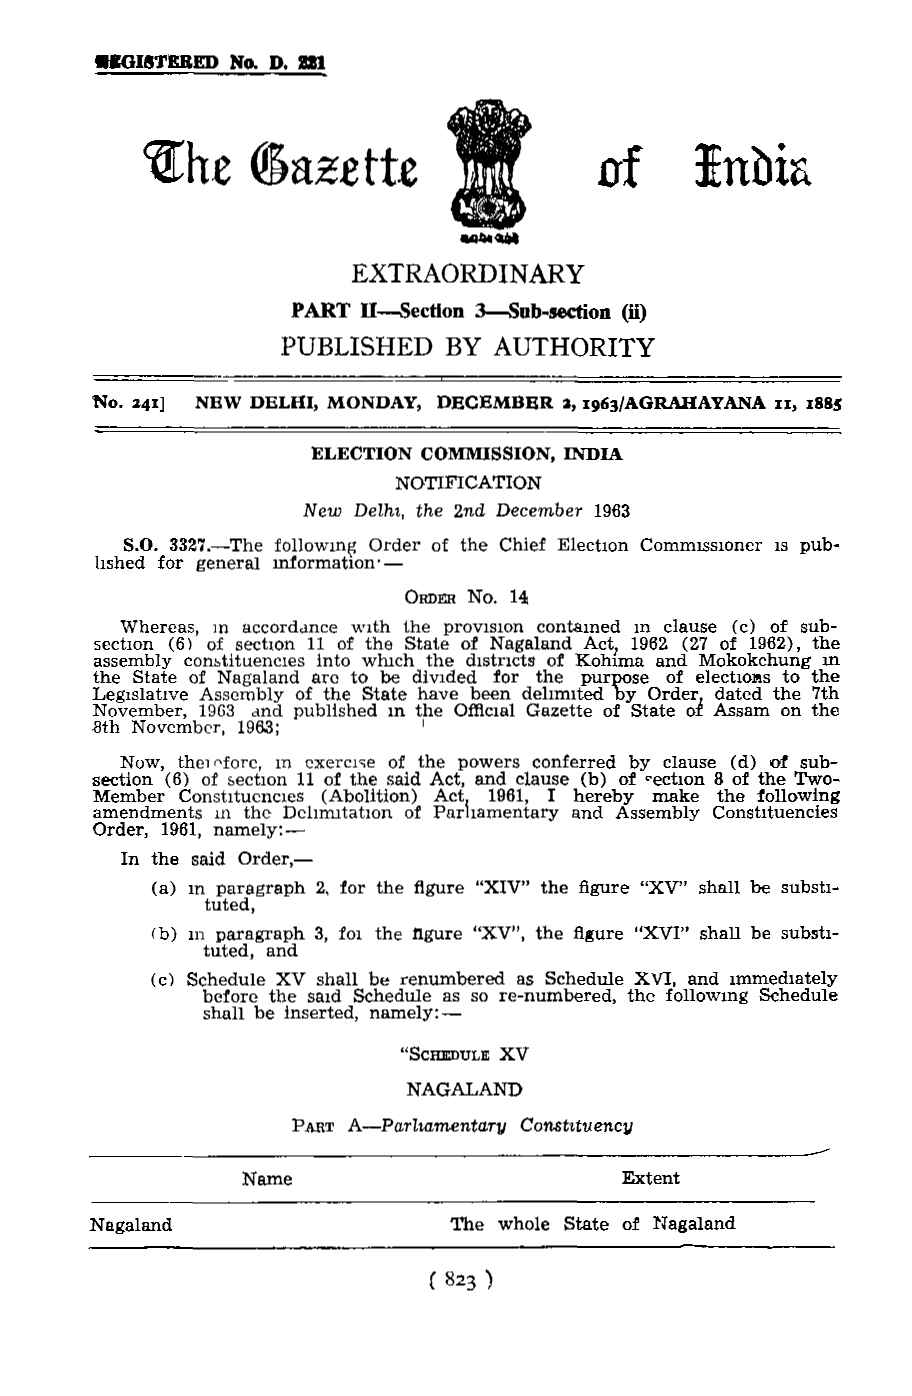 REGISTERED No. D. 221
The Gazette of India
EXTRAORDINARY
PART II—Section 3—Sub-section (ii)
PUBLISHED BY AUTHORITY
No. 241] NEW DELHI, MONDAY, DECEMBER 2, 1963/AGRAHAYANA 11, 1885
ELECTION COMMISSION, INDIA
NOTIFICATION
New Delhi, the 2nd December 1963
S.O. 3327.—The following Order of the Chief Election Commissioner is pub-
lished for general information:—
ORDER No. 14
Whereas, in accordance with the provision contained in clause (c) of sub-
section (6) of section 11 of the State of Nagaland Act, 1962 (27 of 1962), the
assembly constituencies into which the districts of Kohima and Mokokchung in
the State of Nagaland are to be divided for the purpose of elections to the
Legislative Assembly of the State have been delimited by Order, dated the 7th
November, 1963 and published in the Official Gazette of State of Assam on the
8th November, 1963;
Now, therefore, in exercise of the powers conferred by clause (d) of sub-
section (6) of section 11 of the said Act, and clause (b) of section 8 of the Two-
Member Constituencies (Abolition) Act, 1961, I hereby make the following
amendments in the Delimitation of Parliamentary and Assembly Constituencies
Order, 1961, namely:—
In the said Order,—
(a) in paragraph 2, for the figure "XIV" the figure "XV" shall be substi-
tuted,
(b) in paragraph 3, for the figure "XV", the figure "XVI" shall be substi-
tuted, and
(c) Schedule XV shall be renumbered as Schedule XVI, and immediately
before the said Schedule as so re-numbered, the following Schedule
shall be inserted, namely:—
"SCHEDULE XV
NAGALAND
PART A—Parliamentary Constituency
Name Extent
Nagaland The whole State of Nagaland
( 823 )